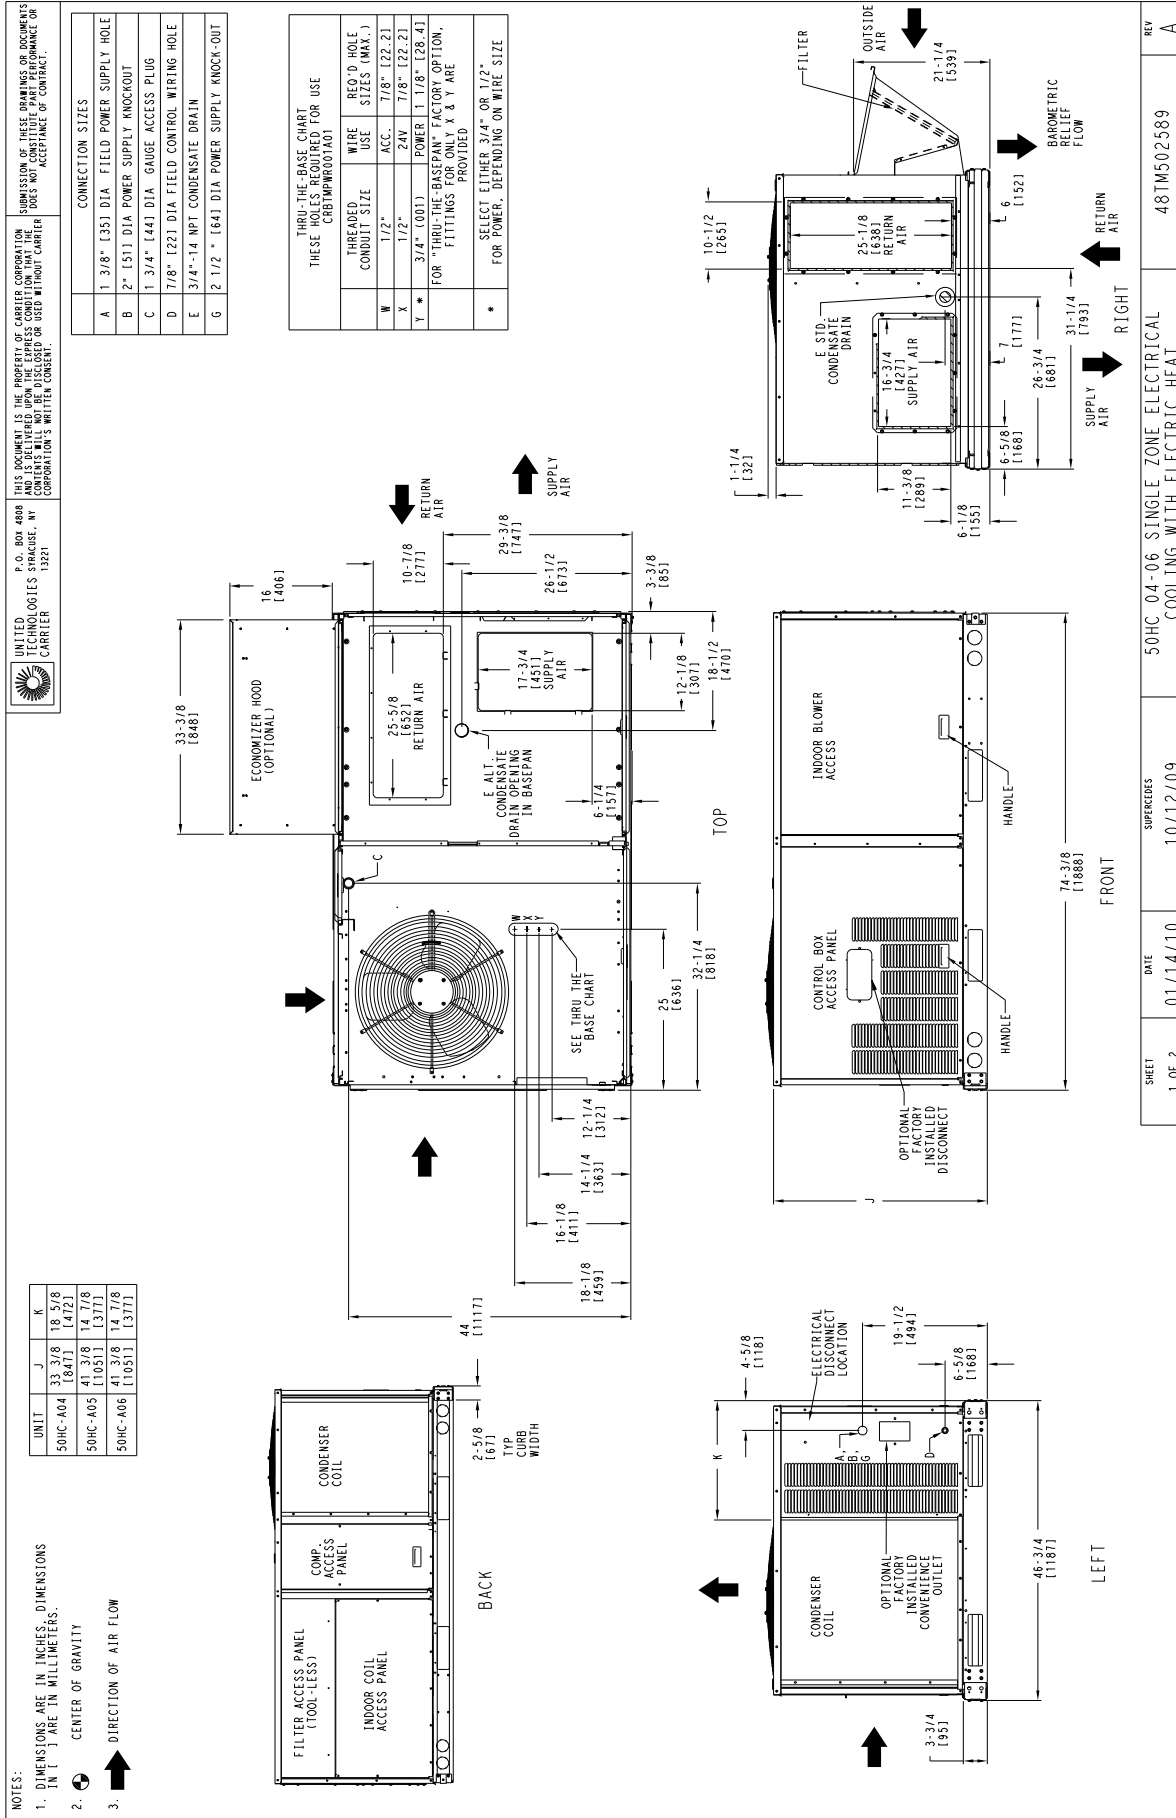 NOTES:
1. DIMENSIONS ARE IN INCHES, DIMENSIONS
IN [ ] ARE IN MILLIMETERS.
2. CENTER OF GRAVITY
3. DIRECTION OF AIR FLOW
UNIT J K
50HC-A04 33 3/8 [847] 18 5/8 [472]
50HC-A05 41 3/8 [1051] 14 7/8 [377]
50HC-A06 41 3/8 [1051] 14 7/8 [377]
UNITED
TECHNOLOGIES
CARRIER
P.O. BOX 4808
SYRACUSE, NY
13221
THIS DOCUMENT IS THE PROPERTY OF CARRIER CORPORATION
AND IS DELIVERED UPON THE EXPRESS CONDITION THAT THE
CONTENTS WILL NOT BE DISCLOSED OR USED WITHOUT CARRIER
CORPORATION'S WRITTEN CONSENT.
SUBMISSION OF THESE DRAWINGS OR DOCUMENTS
DOES NOT CONSTITUTE PART PERFORMANCE OR
ACCEPTANCE OF CONTRACT.
CONNECTION SIZES
A 1 3/8" [35] DIA FIELD POWER SUPPLY HOLE
B 2" [51] DIA POWER SUPPLY KNOCKOUT
C 1 3/4" [44] DIA GAUGE ACCESS PLUG
D 7/8" [22] DIA FIELD CONTROL WIRING HOLE
E 3/4"-14 NPT CONDENSATE DRAIN
G 2 1/2 " [64] DIA POWER SUPPLY KNOCK-OUT
THRU-THE-BASE CHART
THESE HOLES REQUIRED FOR USE
CRBTMPWR001A01
THREADED
CONDUIT SIZE
WIRE
USE
REQ'D HOLE
SIZES (MAX.)
W 1/2" ACC. 7/8" [22.2]
X 1/2" 24V 7/8" [22.2]
Y * 3/4" (001) POWER 1 1/8" [28.4]
FOR "THRU-THE-BASEPAN" FACTORY OPTION,
FITTINGS FOR ONLY X & Y ARE
PROVIDED
* SELECT EITHER 3/4" OR 1/2"
FOR POWER, DEPENDING ON WIRE SIZE
FILTER ACCESS PANEL
(TOOL-LESS)
INDOOR COIL
ACCESS PANEL
COMP.
ACCESS
PANEL
CONDENSER
COIL
2-5/8
[67]
TYP
CURB
WIDTH
BACK
33-3/8
[848]
16
[406]
ECONOMIZER HOOD
(OPTIONAL)
C
25-5/8
[652]
RETURN AIR
10-7/8
[277]
RETURN
AIR
29-3/8
[747]
26-1/2
[673]
SUPPLY
AIR
17-3/4
[451]
SUPPLY
AIR
3-3/8
[85]
12-1/8
[307]
18-1/2
[470]
E ALT.
CONDENSATE
DRAIN OPENING
IN BASEPAN
6-1/4
[157]
W
X
Y
SEE THRU THE
BASE CHART
44
[1117]
18-1/8
[459]
16-1/8
[411]
14-1/4
[363]
12-1/4
[312]
25
[636]
32-1/4
[818]
TOP
OUTSIDE
AIR
FILTER
21-1/4
[539]
BAROMETRIC
RELIEF
FLOW
10-1/2
[265]
25-1/8
[638]
RETURN
AIR
6
[152]
RETURN
AIR
E STD.
CONDENSATE
DRAIN
16-3/4
[427]
SUPPLY AIR
1-1/4
[32]
11-3/8
[289]
6-1/8
[155]
7
[177]
6-5/8
[168]
26-3/4
[681]
31-1/4
[793]
SUPPLY
AIR
RIGHT
CONDENSER
COIL
OPTIONAL
FACTORY
INSTALLED
CONVENIENCE
OUTLET
K
4-5/8
[118]
ELECTRICAL
DISCONNECT
LOCATION
A,
B,
G
D
19-1/2
[494]
6-5/8
[168]
3-3/4
[95]
46-3/4
[1187]
LEFT
CONTROL BOX
ACCESS PANEL
INDOOR BLOWER
ACCESS
OPTIONAL
FACTORY
INSTALLED
DISCONNECT
HANDLE
HANDLE
J
74-3/8
[1888]
FRONT
SHEET
1 OF 2
DATE
01/14/10
SUPERCEDES
10/12/09
50HC 04-06 SINGLE ZONE ELECTRICAL
COOLING WITH ELECTRIC HEAT
48TM502589
REV
A